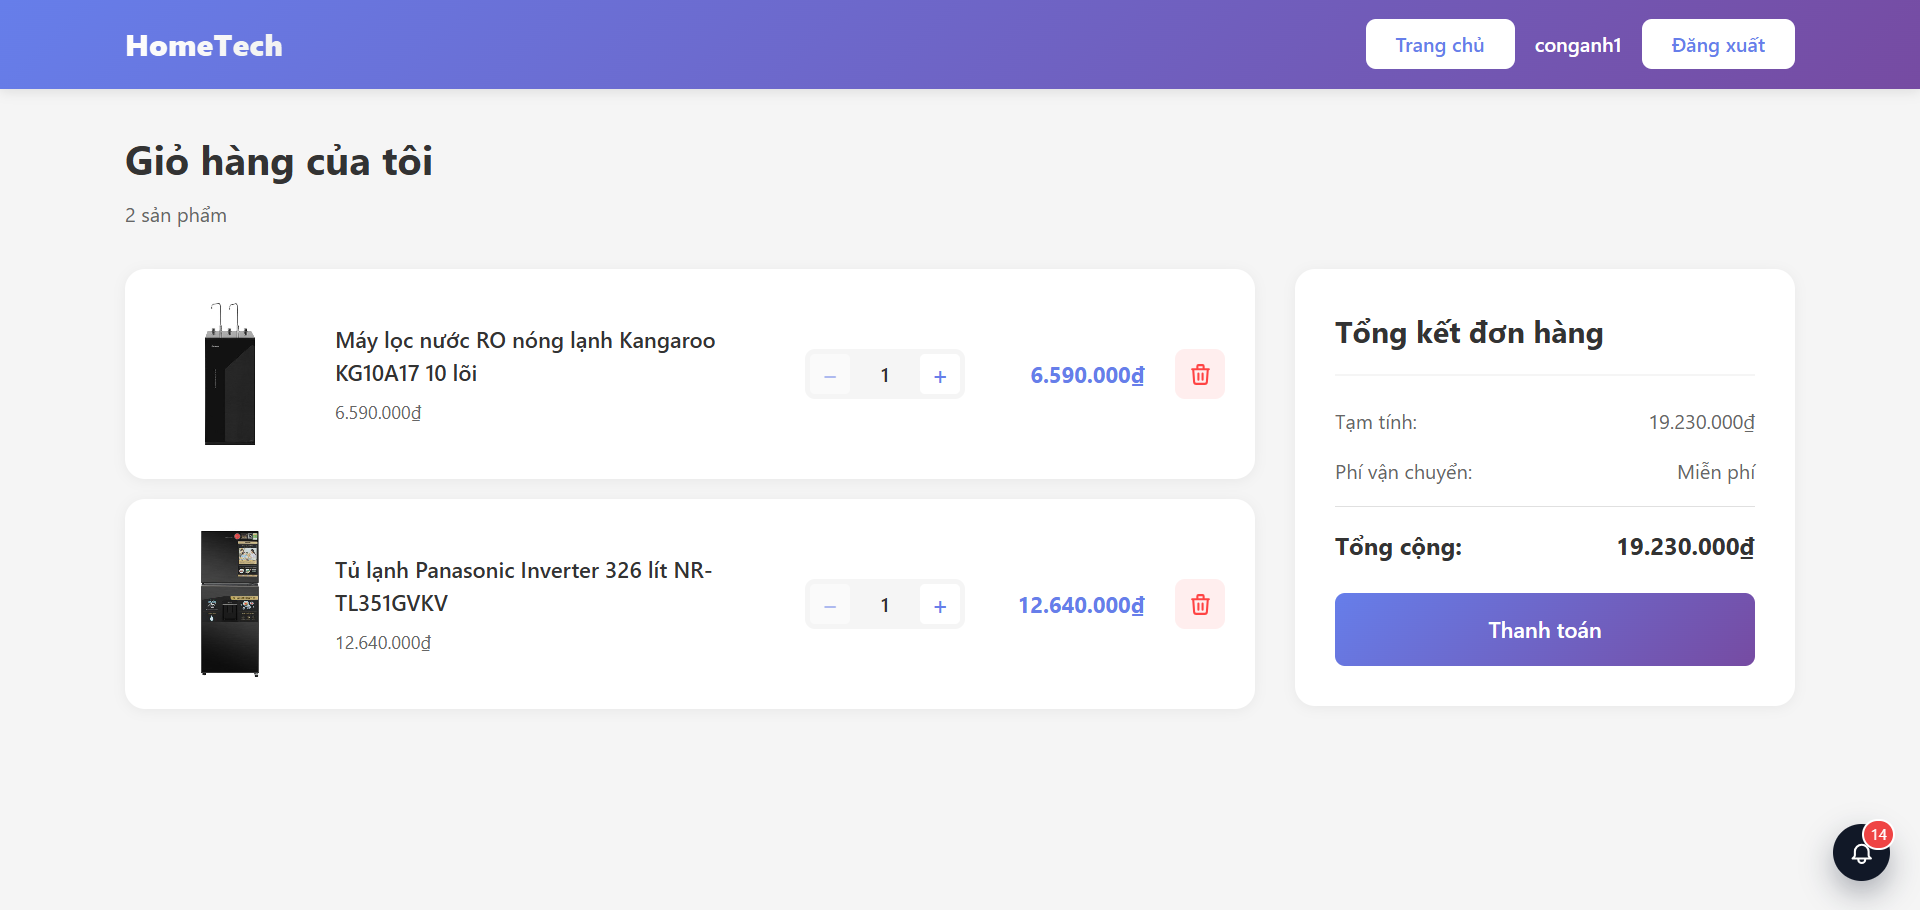 HomeTech
Trang chủ
conganh1
Đăng xuất
Giỏ hàng của tôi
2 sản phẩm
Máy lọc nước RO nóng lạnh Kangaroo
KG10A17 10 lõi
6.590.000₫
− 1 +
6.590.000₫
Tủ lạnh Panasonic Inverter 326 lít NR-
TL351GVKV
12.640.000₫
− 1 +
12.640.000₫
Tổng kết đơn hàng
Tạm tính: 19.230.000₫
Phí vận chuyển: Miễn phí
Tổng cộng: 19.230.000₫
Thanh toán
14